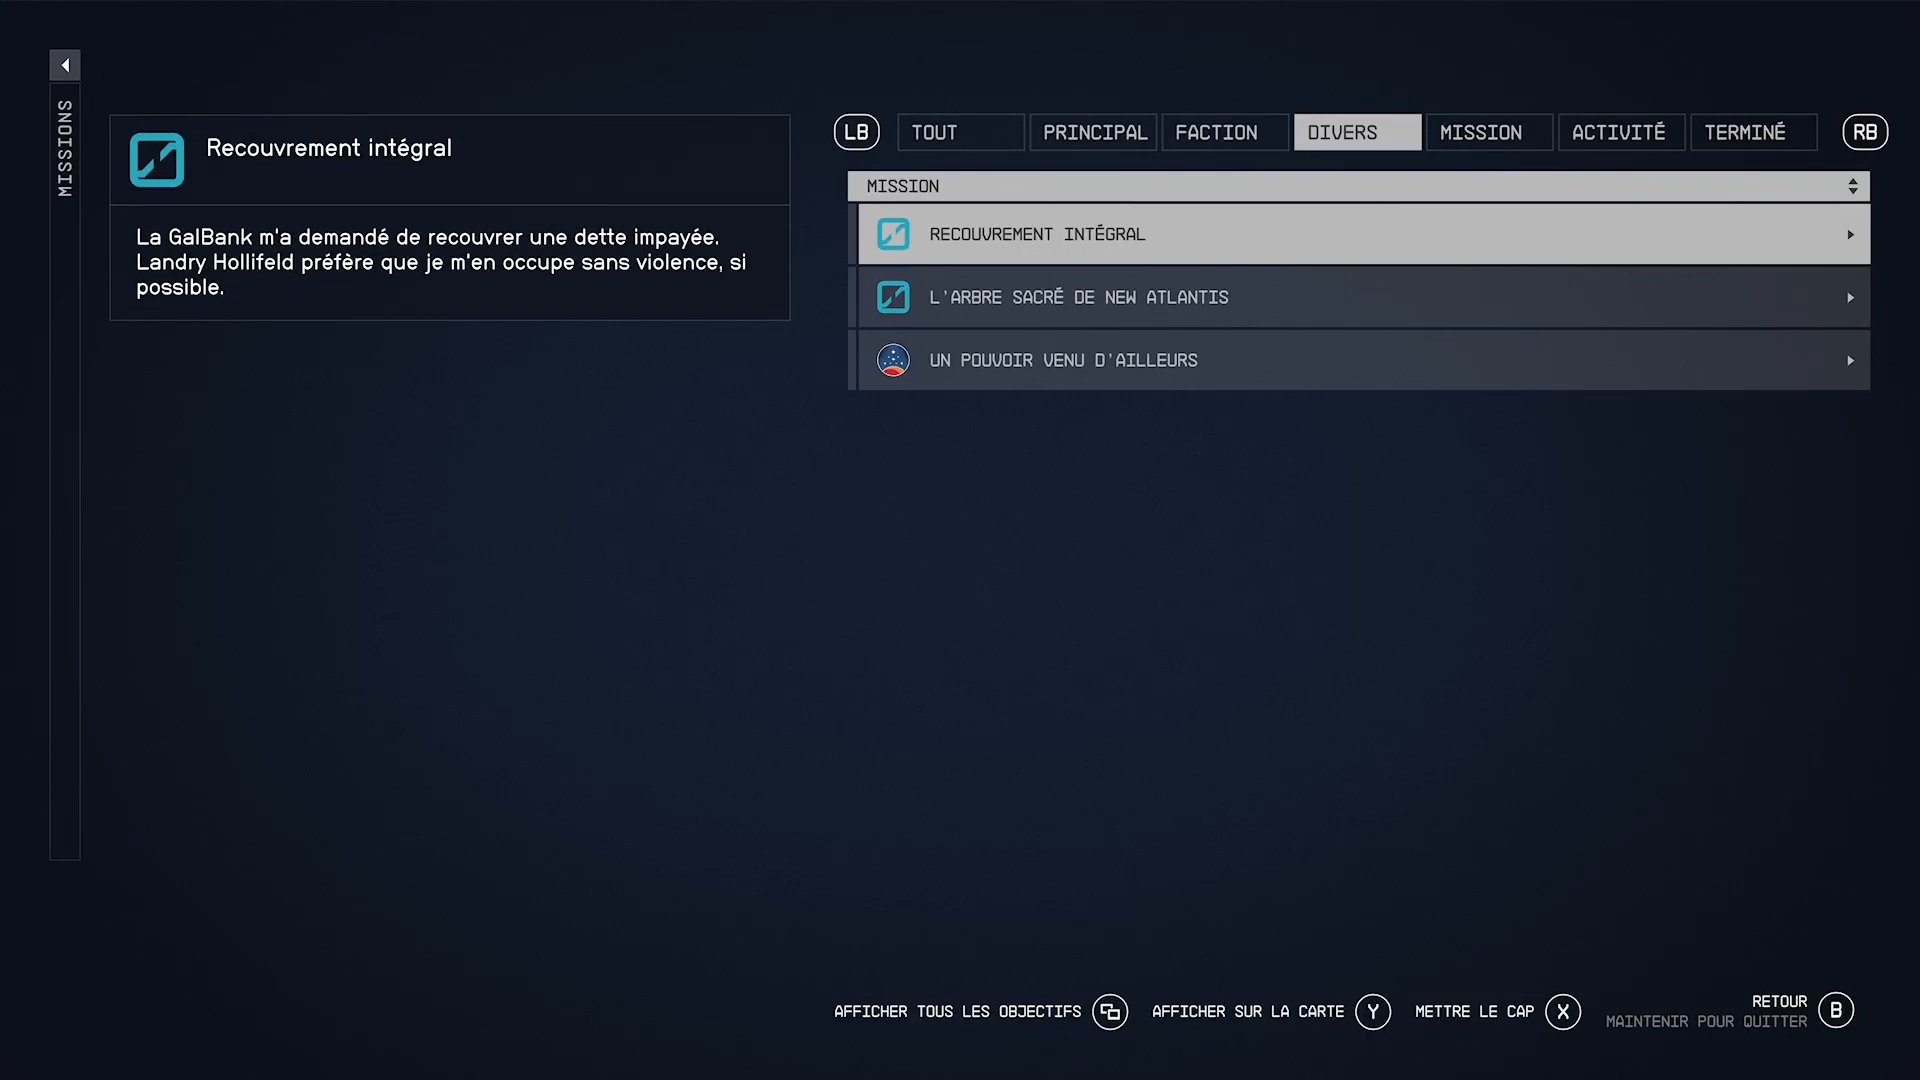 MISSIONS
Recouvrement intégral
La GalBank m'a demandé de recouvrer une dette impayée.
Landry Hollifeld préfère que je m'en occupe sans violence, si
possible.
LB TOUT PRINCIPAL FACTION DIVERS MISSION ACTIVITÉ TERMINÉ RB
MISSION
RECOUVREMENT INTÉGRAL
L'ARBRE SACRÉ DE NEW ATLANTIS
UN POUVOIR VENU D'AILLEURS
AFFICHER TOUS LES OBJECTIFS AFFICHER SUR LA CARTE Y METTRE LE CAP X RETOUR B
MAINTENIR POUR QUITTER